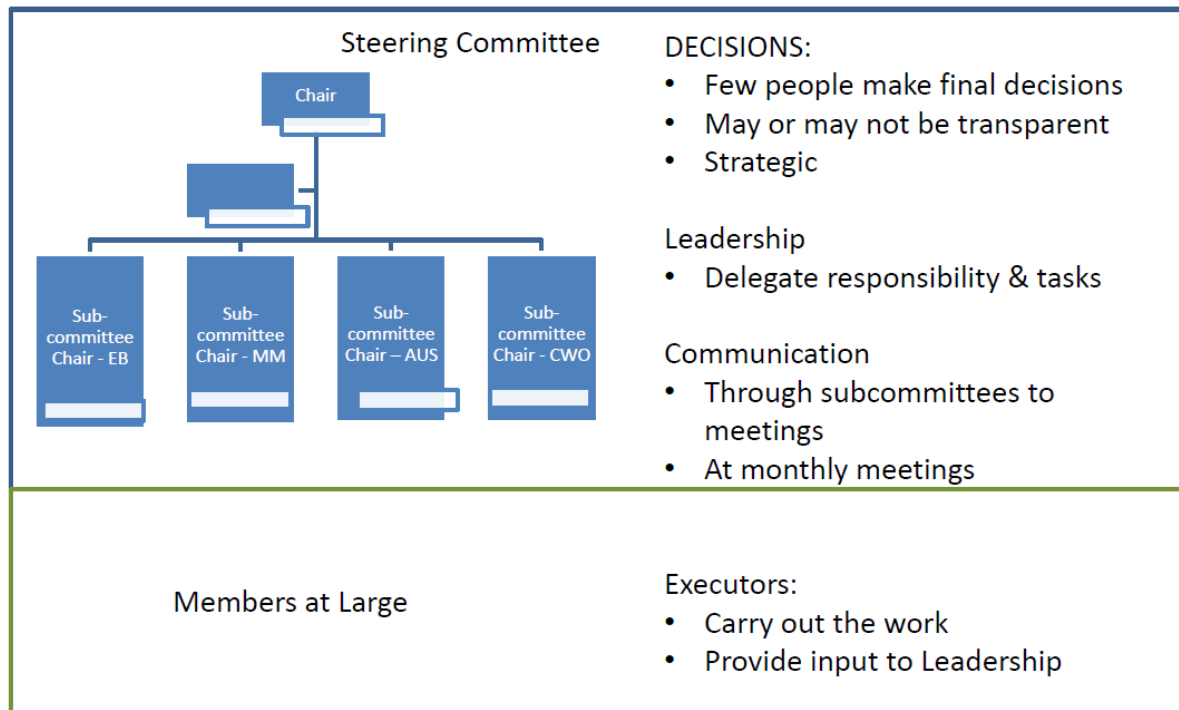 Steering Committee
Chair
Sub-
committee
Chair - EB
Sub-
committee
Chair - MM
Sub-
committee
Chair – AUS
Sub-
committee
Chair - CWO
DECISIONS:
• Few people make final decisions
• May or may not be transparent
• Strategic
Leadership
• Delegate responsibility & tasks
Communication
• Through subcommittees to
meetings
• At monthly meetings
Members at Large
Executors:
• Carry out the work
• Provide input to Leadership